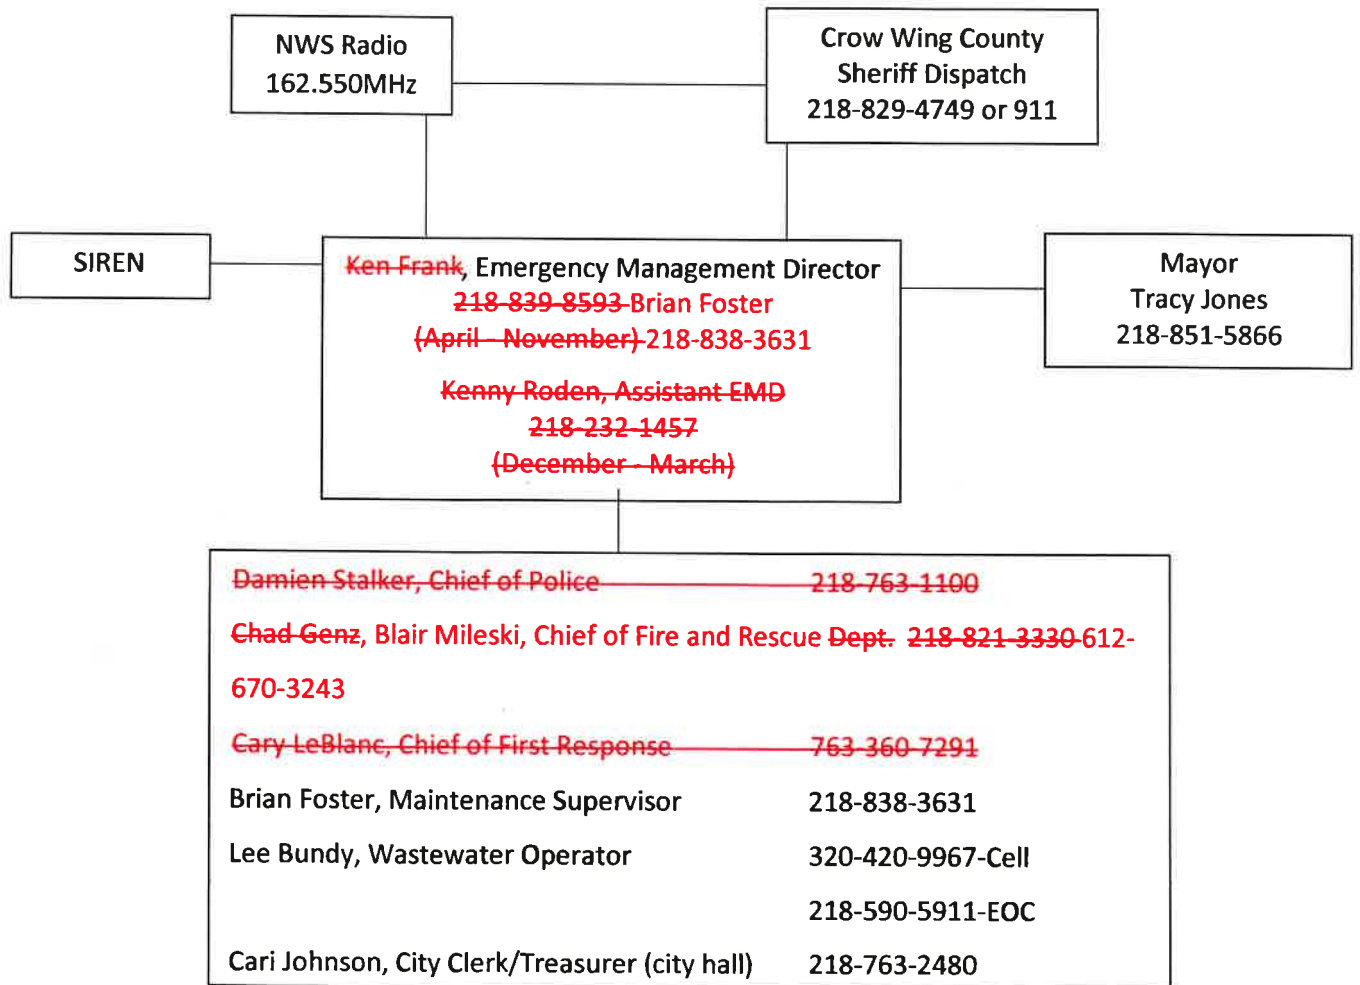 NWS Radio
162.550MHz
Crow Wing County
Sheriff Dispatch
218-829-4749 or 911
SIREN
Ken Frank, Emergency Management Director
218-839-8593 Brian Foster
(April - November) 218-838-3631
Kenny Roden, Assistant EMD
218-232-1457
(December - March)
Mayor
Tracy Jones
218-851-5866
Damien Stalker, Chief of Police 218-763-1100
Chad Genz, Blair Mileski, Chief of Fire and Rescue Dept. 218-821-3330 612-
670-3243
Cary LeBlanc, Chief of First Response 763-360-7291
Brian Foster, Maintenance Supervisor 218-838-3631
Lee Bundy, Wastewater Operator 320-420-9967-Cell
218-590-5911-EOC
Cari Johnson, City Clerk/Treasurer (city hall) 218-763-2480